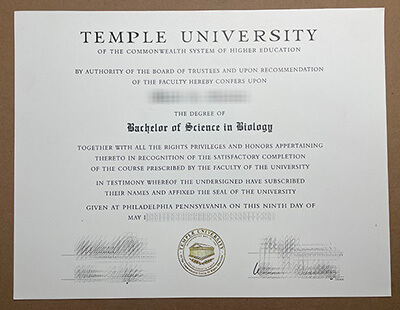 TEMPLE UNIVERSITY
OF THE COMMONWEALTH SYSTEM OF HIGHER EDUCATION
BY AUTHORITY OF THE BOARD OF TRUSTEES AND UPON RECOMMENDATION
OF THE FACULTY HEREBY CONFERS UPON
THE DEGREE OF
Bachelor of Science in Biology
TOGETHER WITH ALL THE RIGHTS PRIVILEGES AND HONORS APPERTAINING
THERETO IN RECOGNITION OF THE SATISFACTORY COMPLETION
OF THE COURSE PRESCRIBED BY THE FACULTY OF THE UNIVERSITY
IN TESTIMONY WHEREOF THE UNDERSIGNED HAVE SUBSCRIBED
THEIR NAMES AND AFFIXED THE SEAL OF THE UNIVERSITY
GIVEN AT PHILADELPHIA PENNSYLVANIA ON THIS NINTH DAY OF
MAY
TEMPLE UNIVERSITY